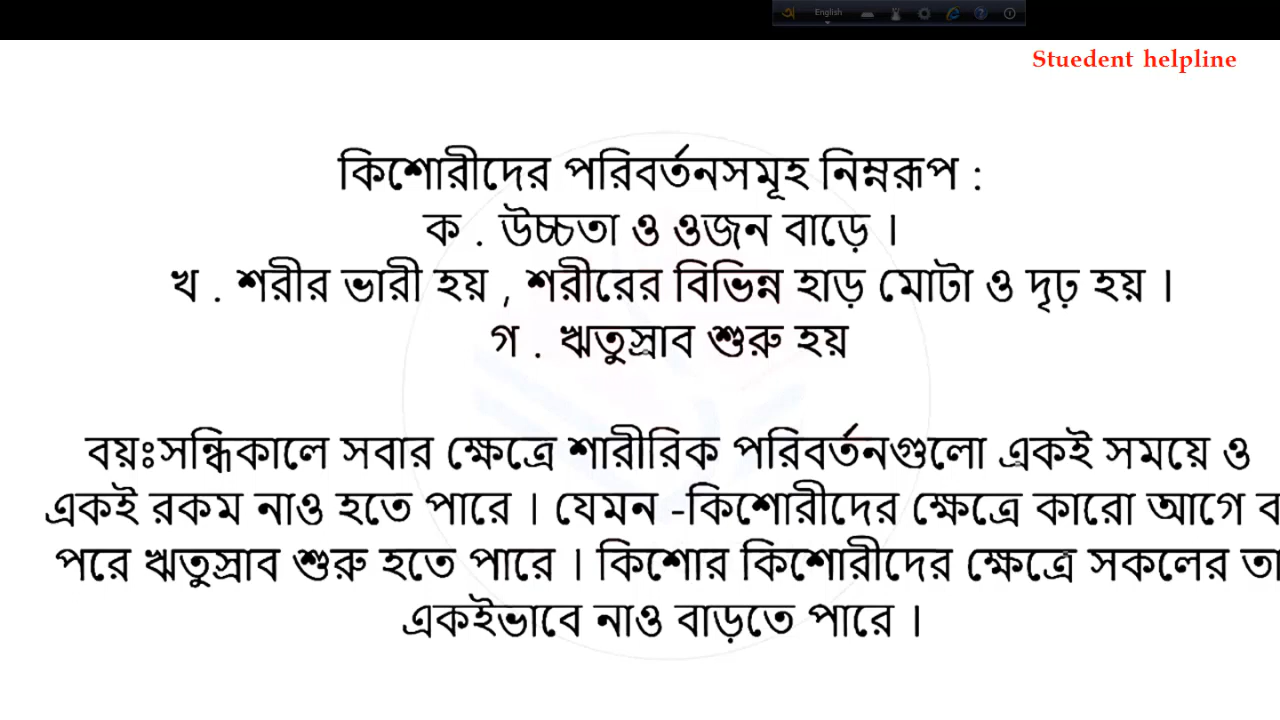 English
Stuedent helpline
কিশোরীদের পরিবর্তনসমূহ নিম্নরূপ :
ক . উচ্চতা ও ওজন বাড়ে ।
খ . শরীর ভারী হয় , শরীরের বিভিন্ন হাড় মোটা ও দৃঢ় হয় ।
গ . ঋতুস্রাব শুরু হয়
বয়ঃসন্ধিকালে সবার ক্ষেত্রে শারীরিক পরিবর্তনগুলো একই সময়ে ও
একই রকম নাও হতে পারে । যেমন -কিশোরীদের ক্ষেত্রে কারো আগে
পরে ঋতুস্রাব শুরু হতে পারে । কিশোর কিশোরীদের ক্ষেত্রে সকলের
একইভাবে নাও বাড়তে পারে ।